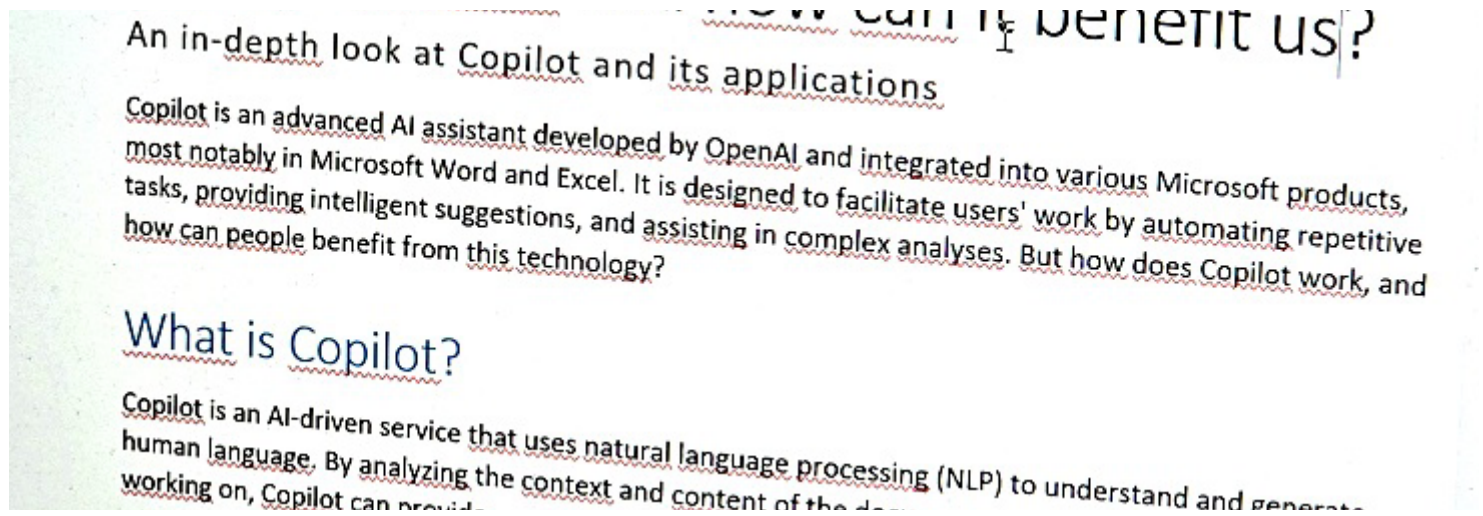 how can it benefit us?
An in-depth look at Copilot and its applications
Copilot is an advanced AI assistant developed by OpenAI and integrated into various Microsoft products,
most notably in Microsoft Word and Excel. It is designed to facilitate users' work by automating repetitive
tasks, providing intelligent suggestions, and assisting in complex analyses. But how does Copilot work, and
how can people benefit from this technology?
What is Copilot?
Copilot is an AI-driven service that uses natural language processing (NLP) to understand and generate
human language. By analyzing the context and content of the
working on, Copilot can